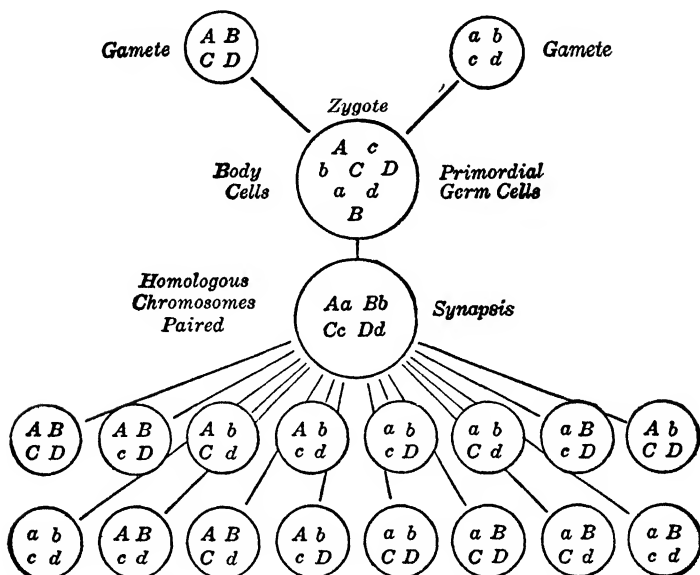 Gamete
A B
C D
a b
c d
Gamete
Zygote
Body
Cells
A c
b C D
a d
B
Primordial
Germ Cells
Homologous
Chromosomes
Paired
Aa Bb
Cc Dd
Synapsis
A B
C D
A B
c D
A b
C d
A b
c d
a b
c D
a b
C d
a B
c D
A b
C D
a b
c d
A B
c d
A B
C d
A b
c D
a b
C D
a B
C D
a B
C d
a B
c d